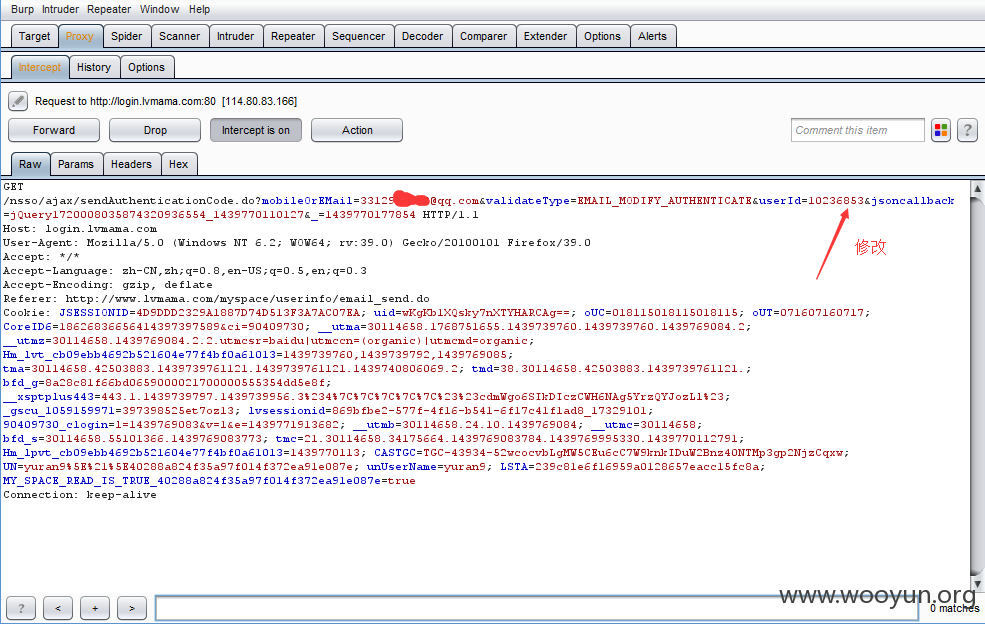 Burp Intruder Repeater Window Help
Target Proxy Spider Scanner Intruder Repeater Sequencer Decoder Comparer Extender Options Alerts
Intercept History Options
Request to http://login.lvmama.com:80 [114.80.83.166]
Forward Drop Intercept is on Action Comment this item ?
Raw Params Headers Hex
GET
/nsso/ajax/sendAuthenticationCode.do?mobileOrEMail=33129 @qq.com&validateType=EMAIL_MODIFY_AUTHENTICATE&userId=10236853&jsoncallback
=jQuery1720008035874320936554_1439770110127&_=1439770177854 HTTP/1.1
Host: login.lvmama.com
User-Agent: Mozilla/5.0 (Windows NT 6.2; WOW64; rv:39.0) Gecko/20100101 Firefox/39.0
修改
Accept: */*
Accept-Language: zh-CN,zh;q=0.8,en-US;q=0.5,en;q=0.3
Accept-Encoding: gzip, deflate
Referer: http://www.lvmama.com/myspace/userinfo/email_send.do
Cookie: JSESSIONID=4D9DDD2329A1887D74D513F3A7AC07EA; uid=wKgKb1XQsky7nXTYHARCAg==; oUC=018115018115018115; oUT=071607160717;
CoreID6=18626836656414397397589&ci=90409730; __utma=30114658.1768751655.1439739760.1439739760.1439769084.2;
__utmz=30114658.1439769084.2.2.utmcsr=baidu|utmccn=(organic)|utmcmd=organic;
Hm_lvt_cb09ebb4692b521604e77f4bf0a61013=1439739760,1439739792,1439769085;
tma=30114658.42503883.1439739761121.1439739761121.1439740806069.2; tmd=38.30114658.42503883.1439739761121.;
bfd_g=8a28c81f66bd0659000021700000555354dd5e8f;
__xsptplus443=443.1.1439739797.1439739956.3%234%7C%7C%7C%7C%7C%23%23cdmWgo6SIkDIczCWH6NAg5YrzQYJozL1%23;
_gscu_1059159971=397398525et7oz13; lvsessionid=869bfbe2-577f-4f16-b541-6f17c41f1ad8_17329101;
90409730_clogin=l=1439769083&v=1&e=1439771913682; __utmb=30114658.24.10.1439769084; __utmc=30114658;
bfd_s=30114658.55101366.1439769083773; tmc=21.30114658.34175664.1439769083784.1439769995330.1439770112791;
Hm_lpvt_cb09ebb4692b521604e77f4bf0a61013=1439770113; CASTGC=TGC-43934-52wcocvbLgMW5CEu6cC7W9knkIDuW2Bnz40NTMp3gp2NjzCqxw;
UN=yuran9%5E%21%5E40288a824f35a97f014f372ea91e087e; unUserName=yuran9; LSTA=239c81e6f16959a0128657eacc15fc8a;
MY_SPACE_READ_IS_TRUE_40288a824f35a97f014f372ea91e087e=true
Connection: keep-alive
www.wooyun.org
? < + > 0 matches